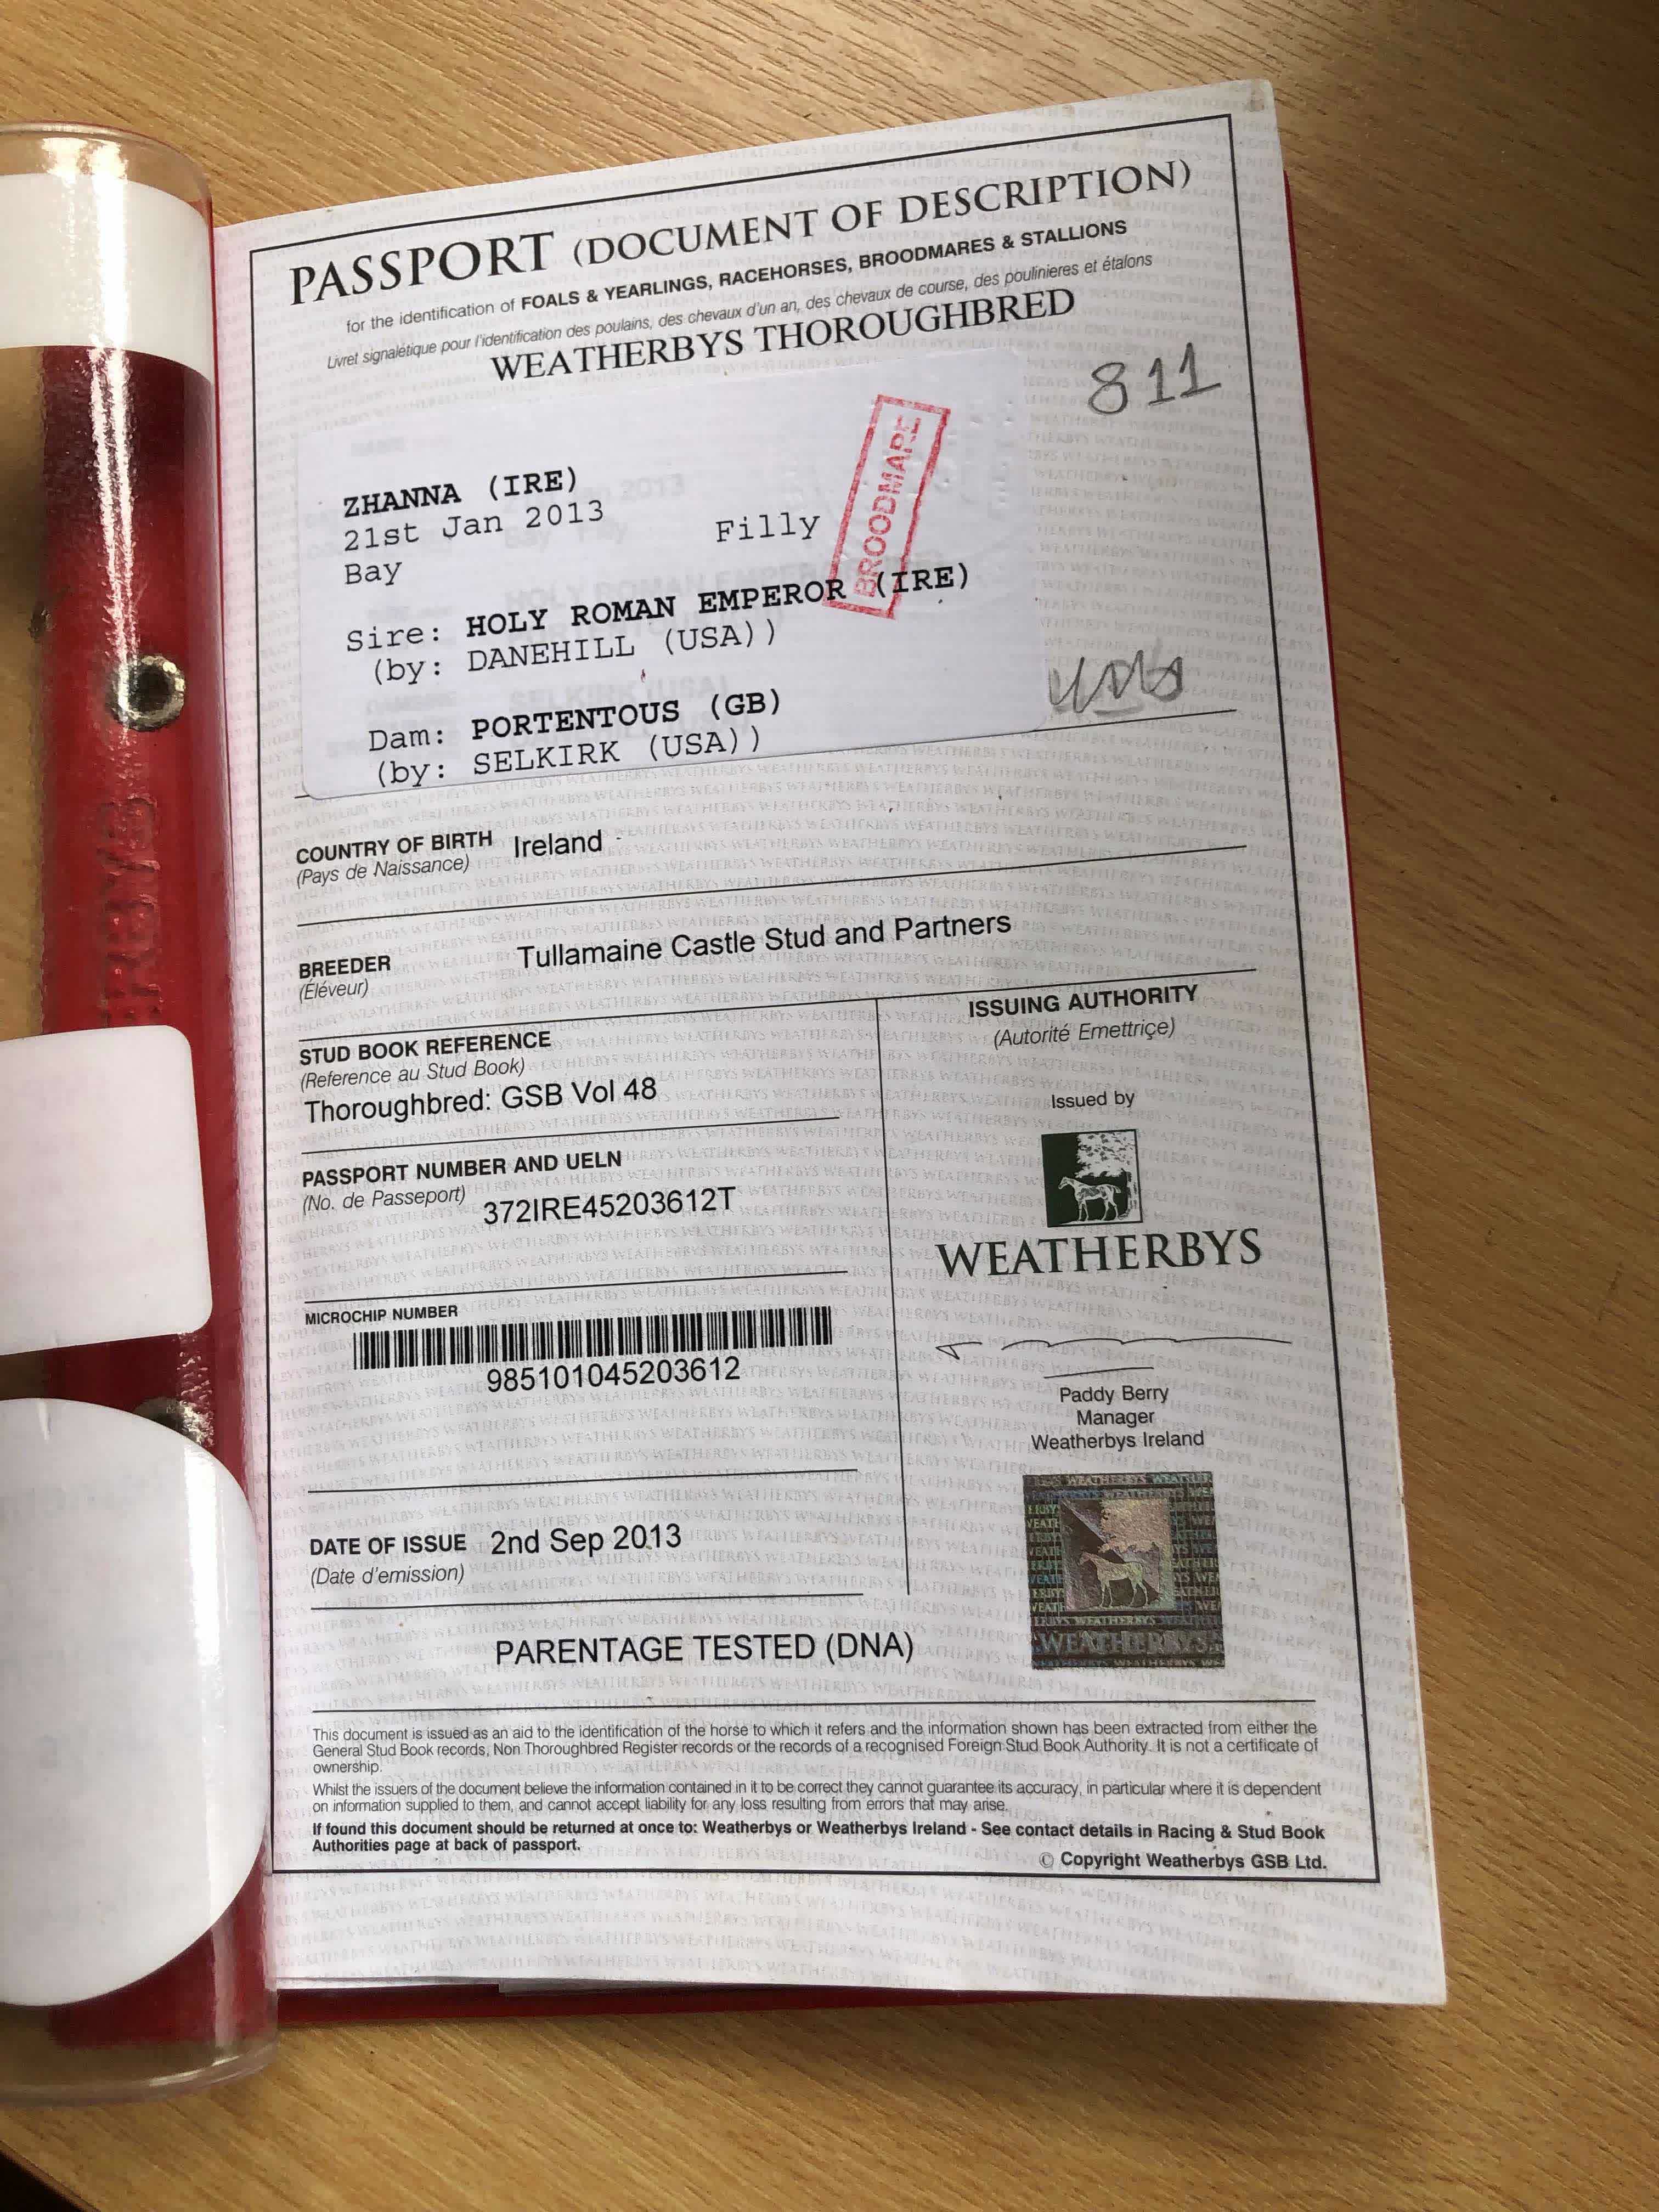 PASSPORT (DOCUMENT OF DESCRIPTION)
for the identification of FOALS & YEARLINGS, RACEHORSES, BROODMARES & STALLIONS
Livret signalétique pour l'identification des poulains, des chevaux d'un an, des chevaux de course, des poulinieres et étalons
WEATHERBYS THOROUGHBRED
811
BROODMARE
ZHANNA (IRE)
21st Jan 2013 Filly
Bay
Sire: HOLY ROMAN EMPEROR (IRE)
(by: DANEHILL (USA))
Dam: PORTENTOUS (GB)
(by: SELKIRK (USA))
COUNTRY OF BIRTH Ireland
(Pays de Naissance)
BREEDER Tullamaine Castle Stud and Partners
(Éléveur)
STUD BOOK REFERENCE
(Reference au Stud Book)
Thoroughbred: GSB Vol 48
PASSPORT NUMBER AND UELN
(No. de Passeport) 372IRE45203612T
MICROCHIP NUMBER
985101045203612
DATE OF ISSUE 2nd Sep 2013
(Date d'emission)
ISSUING AUTHORITY
(Autorité Emettriçe)
Issued by
WEATHERBYS
Paddy Berry
Manager
Weatherbys Ireland
WEATHERBYS
PARENTAGE TESTED (DNA)
This document is issued as an aid to the identification of the horse to which it refers and the information shown has been extracted from either the
General Stud Book records, Non Thoroughbred Register records or the records of a recognised Foreign Stud Book Authority. It is not a certificate of
ownership.
Whilst the issuers of the document believe the information contained in it to be correct they cannot guarantee its accuracy, in particular where it is dependent
on information supplied to them, and cannot accept liability for any loss resulting from errors that may arise.
If found this document should be returned at once to: Weatherbys or Weatherbys Ireland - See contact details in Racing & Stud Book
Authorities page at back of passport.
© Copyright Weatherbys GSB Ltd.